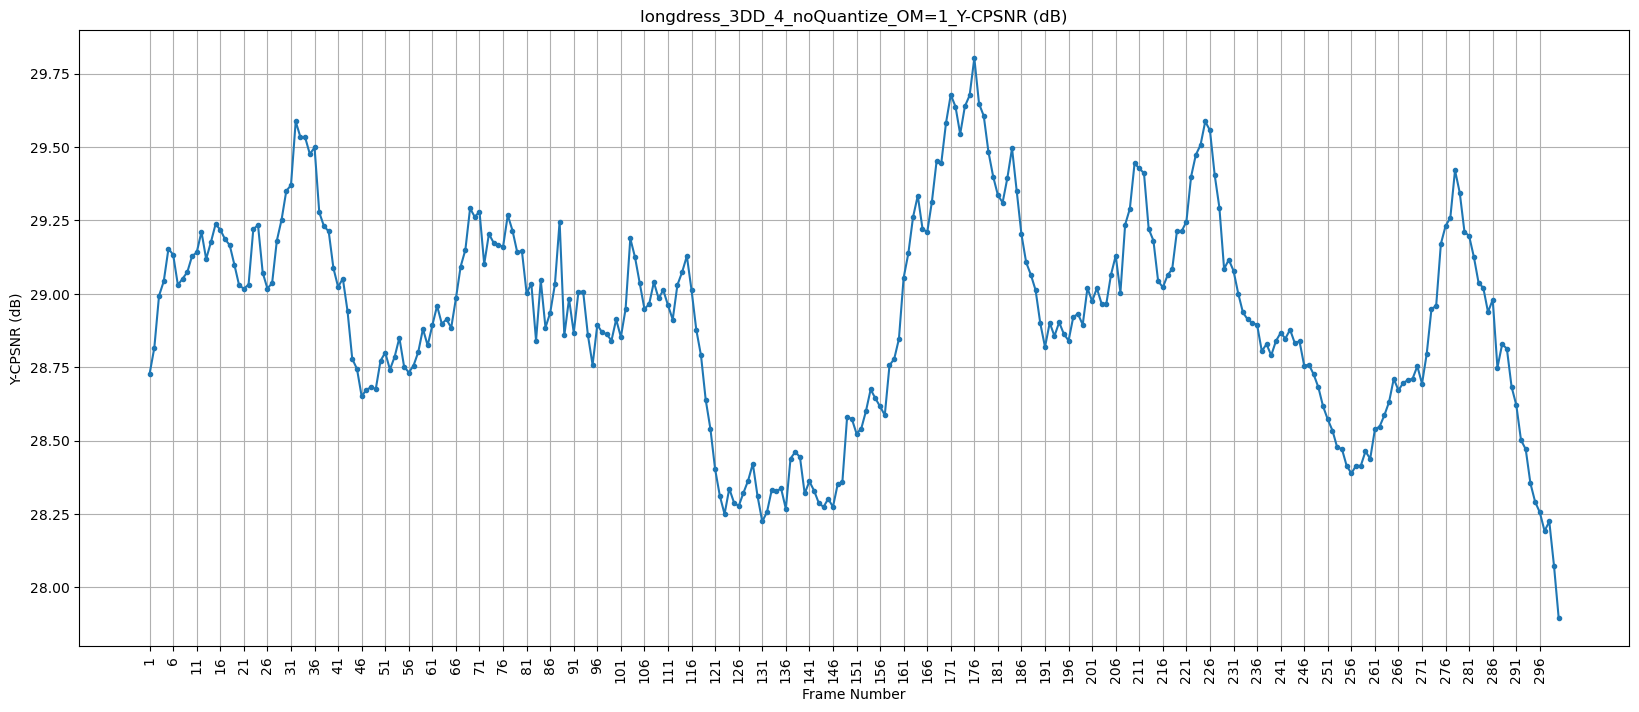 longdress_3DD_4_noQuantize_OM=1_Y-CPSNR (dB)
Y-CPSNR (dB)
29.75
29.50
29.25
29.00
28.75
28.50
28.25
28.00
1 6 11 16 21 26 31 36 41 46 51 56 61 66 71 76 81 86 91 96 101 106 111 116 121 126 131 136 141 146 151 156 161 166 171 176 181 186 191 196 201 206 211 216 221 226 231 236 241 246 251 256 261 266 271 276 281 286 291 296
Frame Number